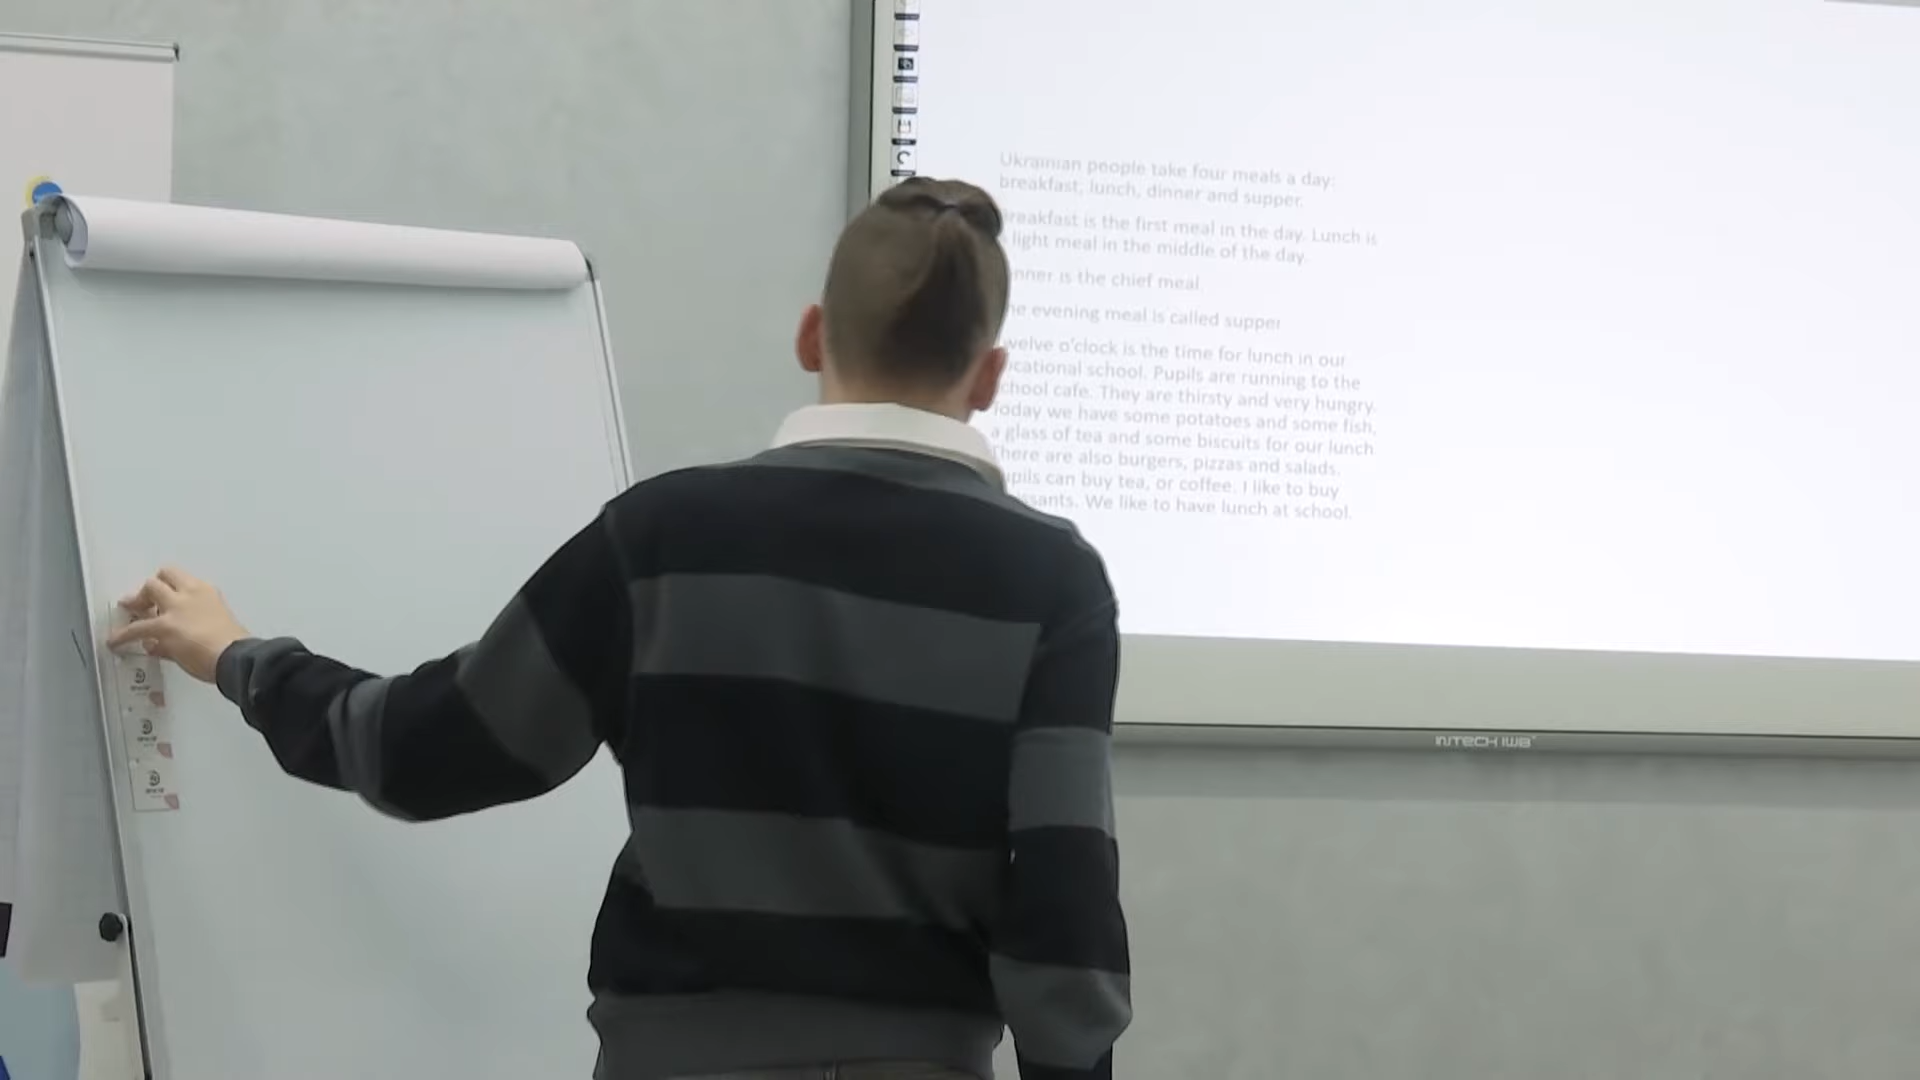 Ukrainian people take four meals a day:
breakfast, lunch, dinner and supper.
reakfast is the first meal in the day. Lunch is
light meal in the middle of the day.
nner is the chief meal
he evening meal is called supper
welve o'clock is the time for lunch in our
cational school. Pupils are running to the
chool cafe. They are thirsty and very hungry.
Today we have some potatoes and some fish,
a glass of tea and some biscuits for our lunch
There are also burgers, pizzas and salads.
upils can buy tea, or coffee. I like to buy
ssants. We like to have lunch at school.
INTECH IWB